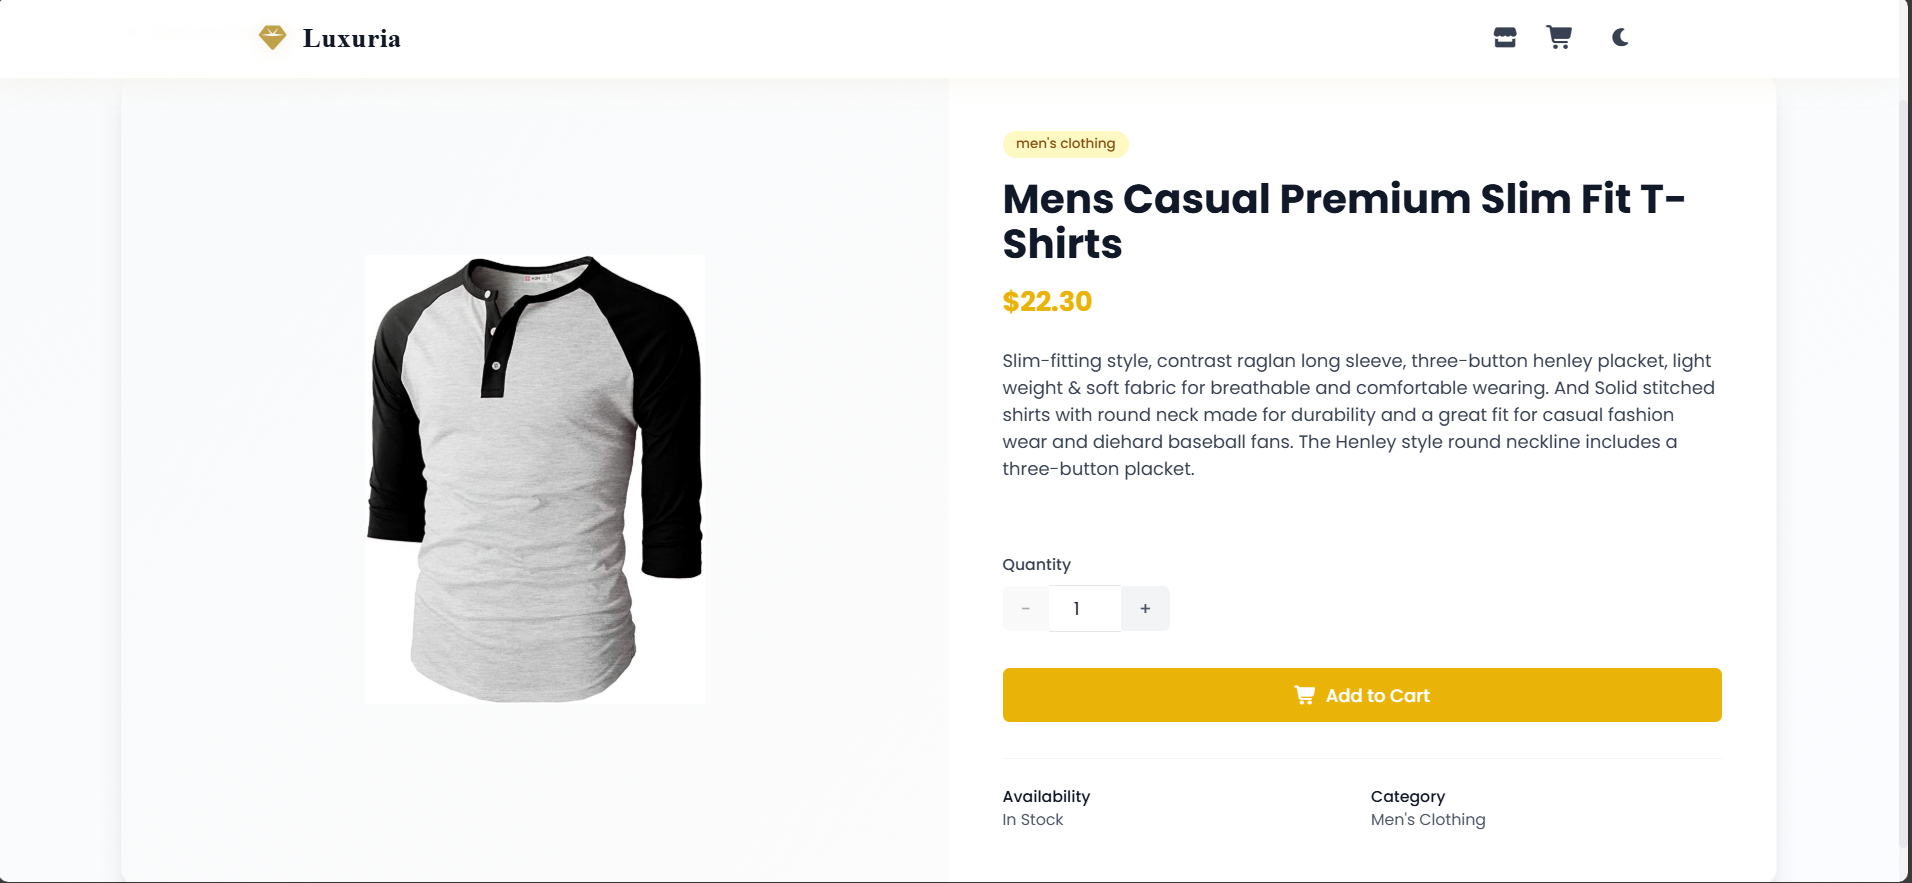 Luxuria
men's clothing
Mens Casual Premium Slim Fit T-
Shirts
$22.30
Slim-fitting style, contrast raglan long sleeve, three-button henley placket, light
weight & soft fabric for breathable and comfortable wearing. And Solid stitched
shirts with round neck made for durability and a great fit for casual fashion
wear and diehard baseball fans. The Henley style round neckline includes a
three-button placket.
Quantity
- 1 +
Add to Cart
Availability
Category
In Stock
Men's Clothing